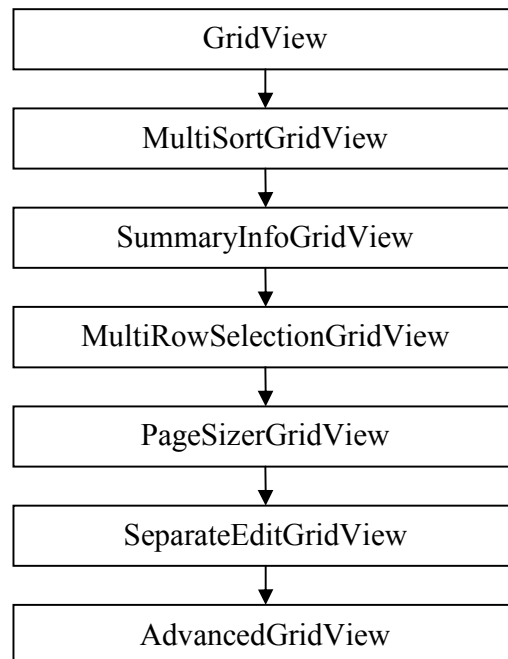 GridView
MultiSortGridView
SummaryInfoGridView
MultiRowSelectionGridView
PageSizerGridView
SeparateEditGridView
AdvancedGridView